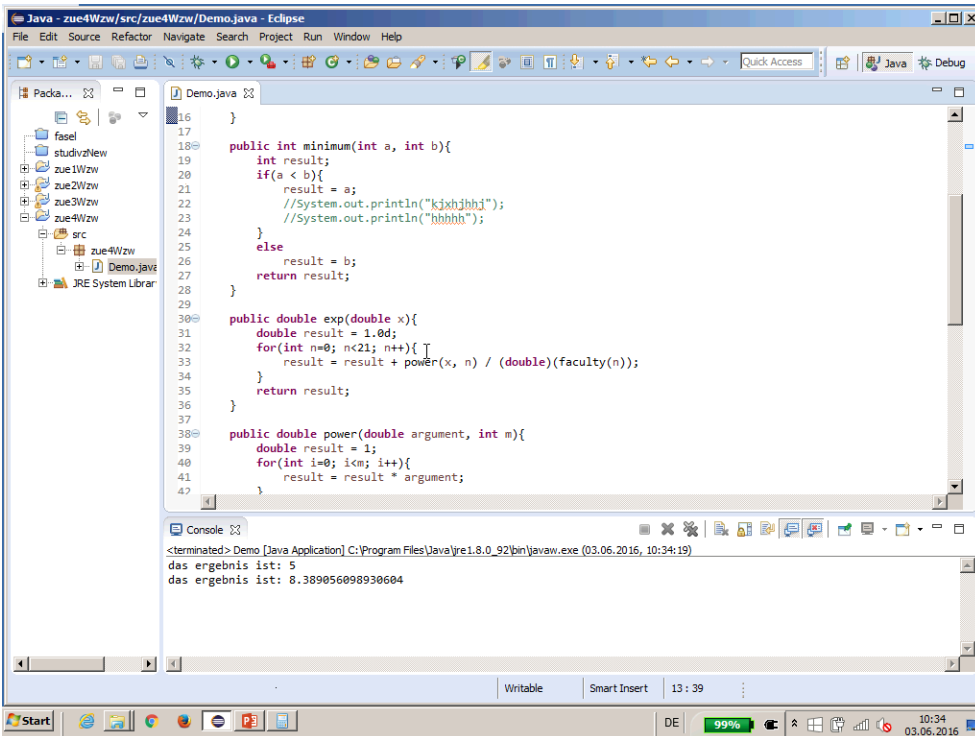 Java - zue4Wzw/src/zue4Wzw/Demo.java - Eclipse
File Edit Source Refactor Navigate Search Project Run Window Help
Quick Access Java Debug
Packa... Demo.java
fasel
studivzNew
zue1Wzw
zue2Wzw
zue3Wzw
zue4Wzw
src
zue4Wzw
Demo.java
JRE System Librar
16 }
17
18 public int minimum(int a, int b){
19 int result;
20 if(a < b){
21 result = a;
22 //System.out.println("kjxhjhhj");
23 //System.out.println("hhhhh");
24 }
25 else
26 result = b;
27 return result;
28 }
29
30 public double exp(double x){
31 double result = 1.0d;
32 for(int n=0; n<21; n++){
33 result = result + power(x, n) / (double)(faculty(n));
34 }
35 return result;
36 }
37
38 public double power(double argument, int m){
39 double result = 1;
40 for(int i=0; i<m; i++){
41 result = result * argument;
42 }
Console
<terminated> Demo [Java Application] C:\Program Files\Java\jre1.8.0_92\bin\javaw.exe (03.06.2016, 10:34:19)
das ergebnis ist: 5
das ergebnis ist: 8.389056098930604
Writable Smart Insert 13 : 39
Start DE 99% 10:34
03.06.2016